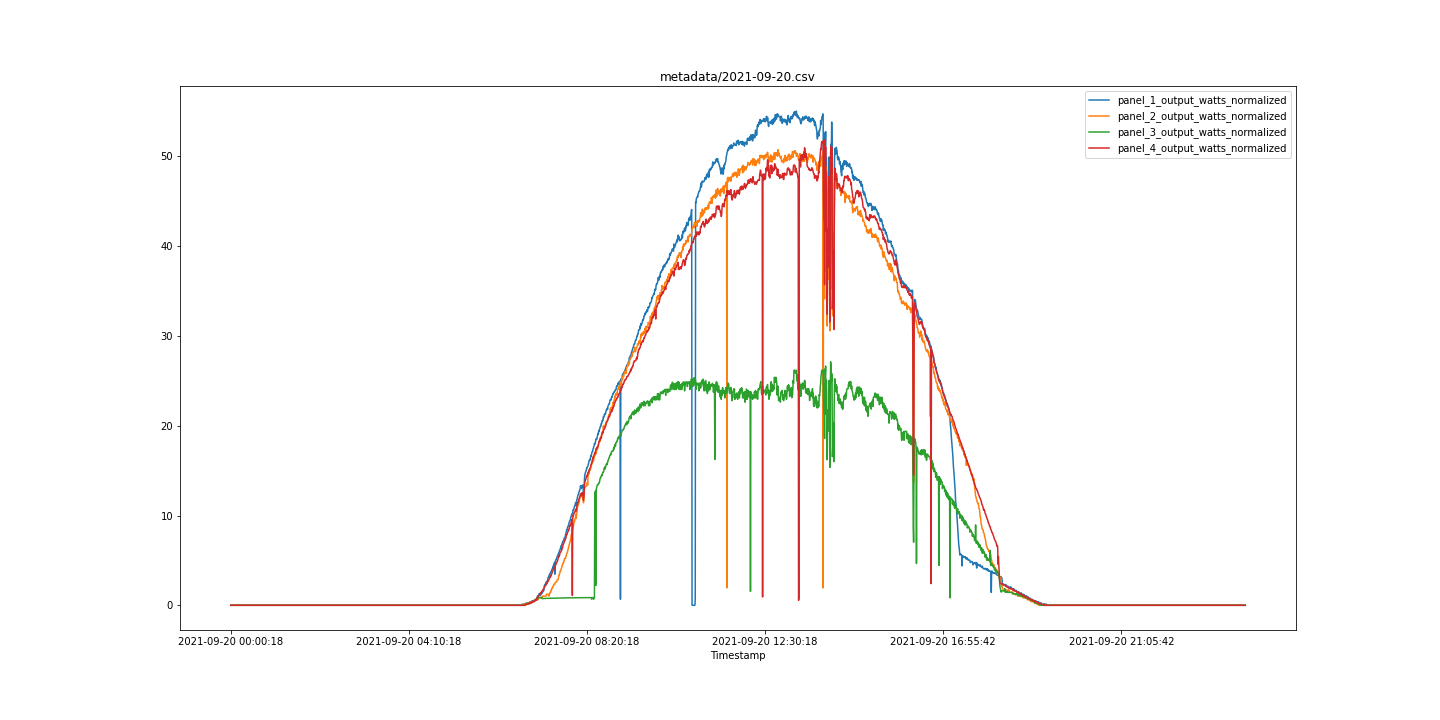 metadata/2021-09-20.csv
panel_1_output_watts_normalized
panel_2_output_watts_normalized
panel_3_output_watts_normalized
panel_4_output_watts_normalized
50
40
30
20
10
0
2021-09-20 00:00:18 2021-09-20 04:10:18 2021-09-20 08:20:18 2021-09-20 12:30:18 2021-09-20 16:55:42 2021-09-20 21:05:42
Timestamp